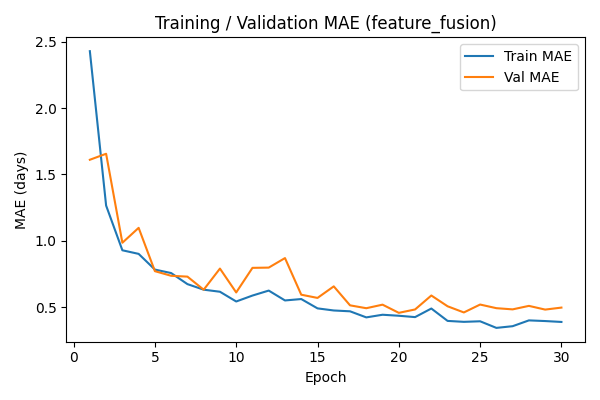 Training / Validation MAE (feature_fusion)
Train MAE
Val MAE
MAE (days)
2.5
2.0
1.5
1.0
0.5
0 5 10 15 20 25 30
Epoch